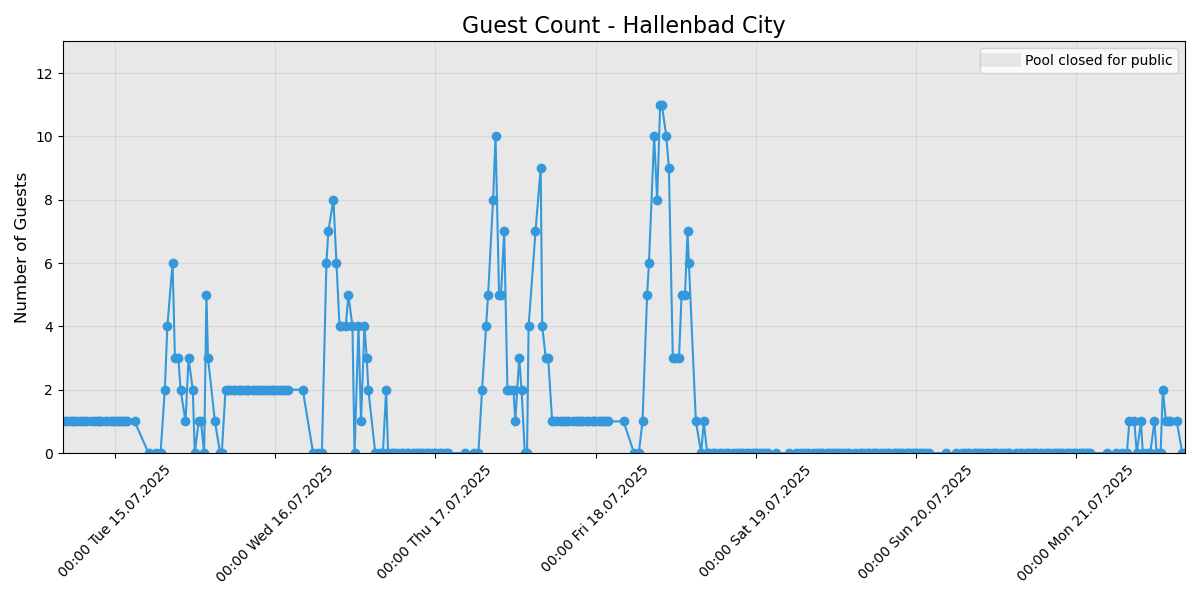 Guest Count - Hallenbad City
Pool closed for public
Number of Guests
12
10
8
6
4
2
0
00:00 Tue 15.07.2025
00:00 Wed 16.07.2025
00:00 Thu 17.07.2025
00:00 Fri 18.07.2025
00:00 Sat 19.07.2025
00:00 Sun 20.07.2025
00:00 Mon 21.07.2025